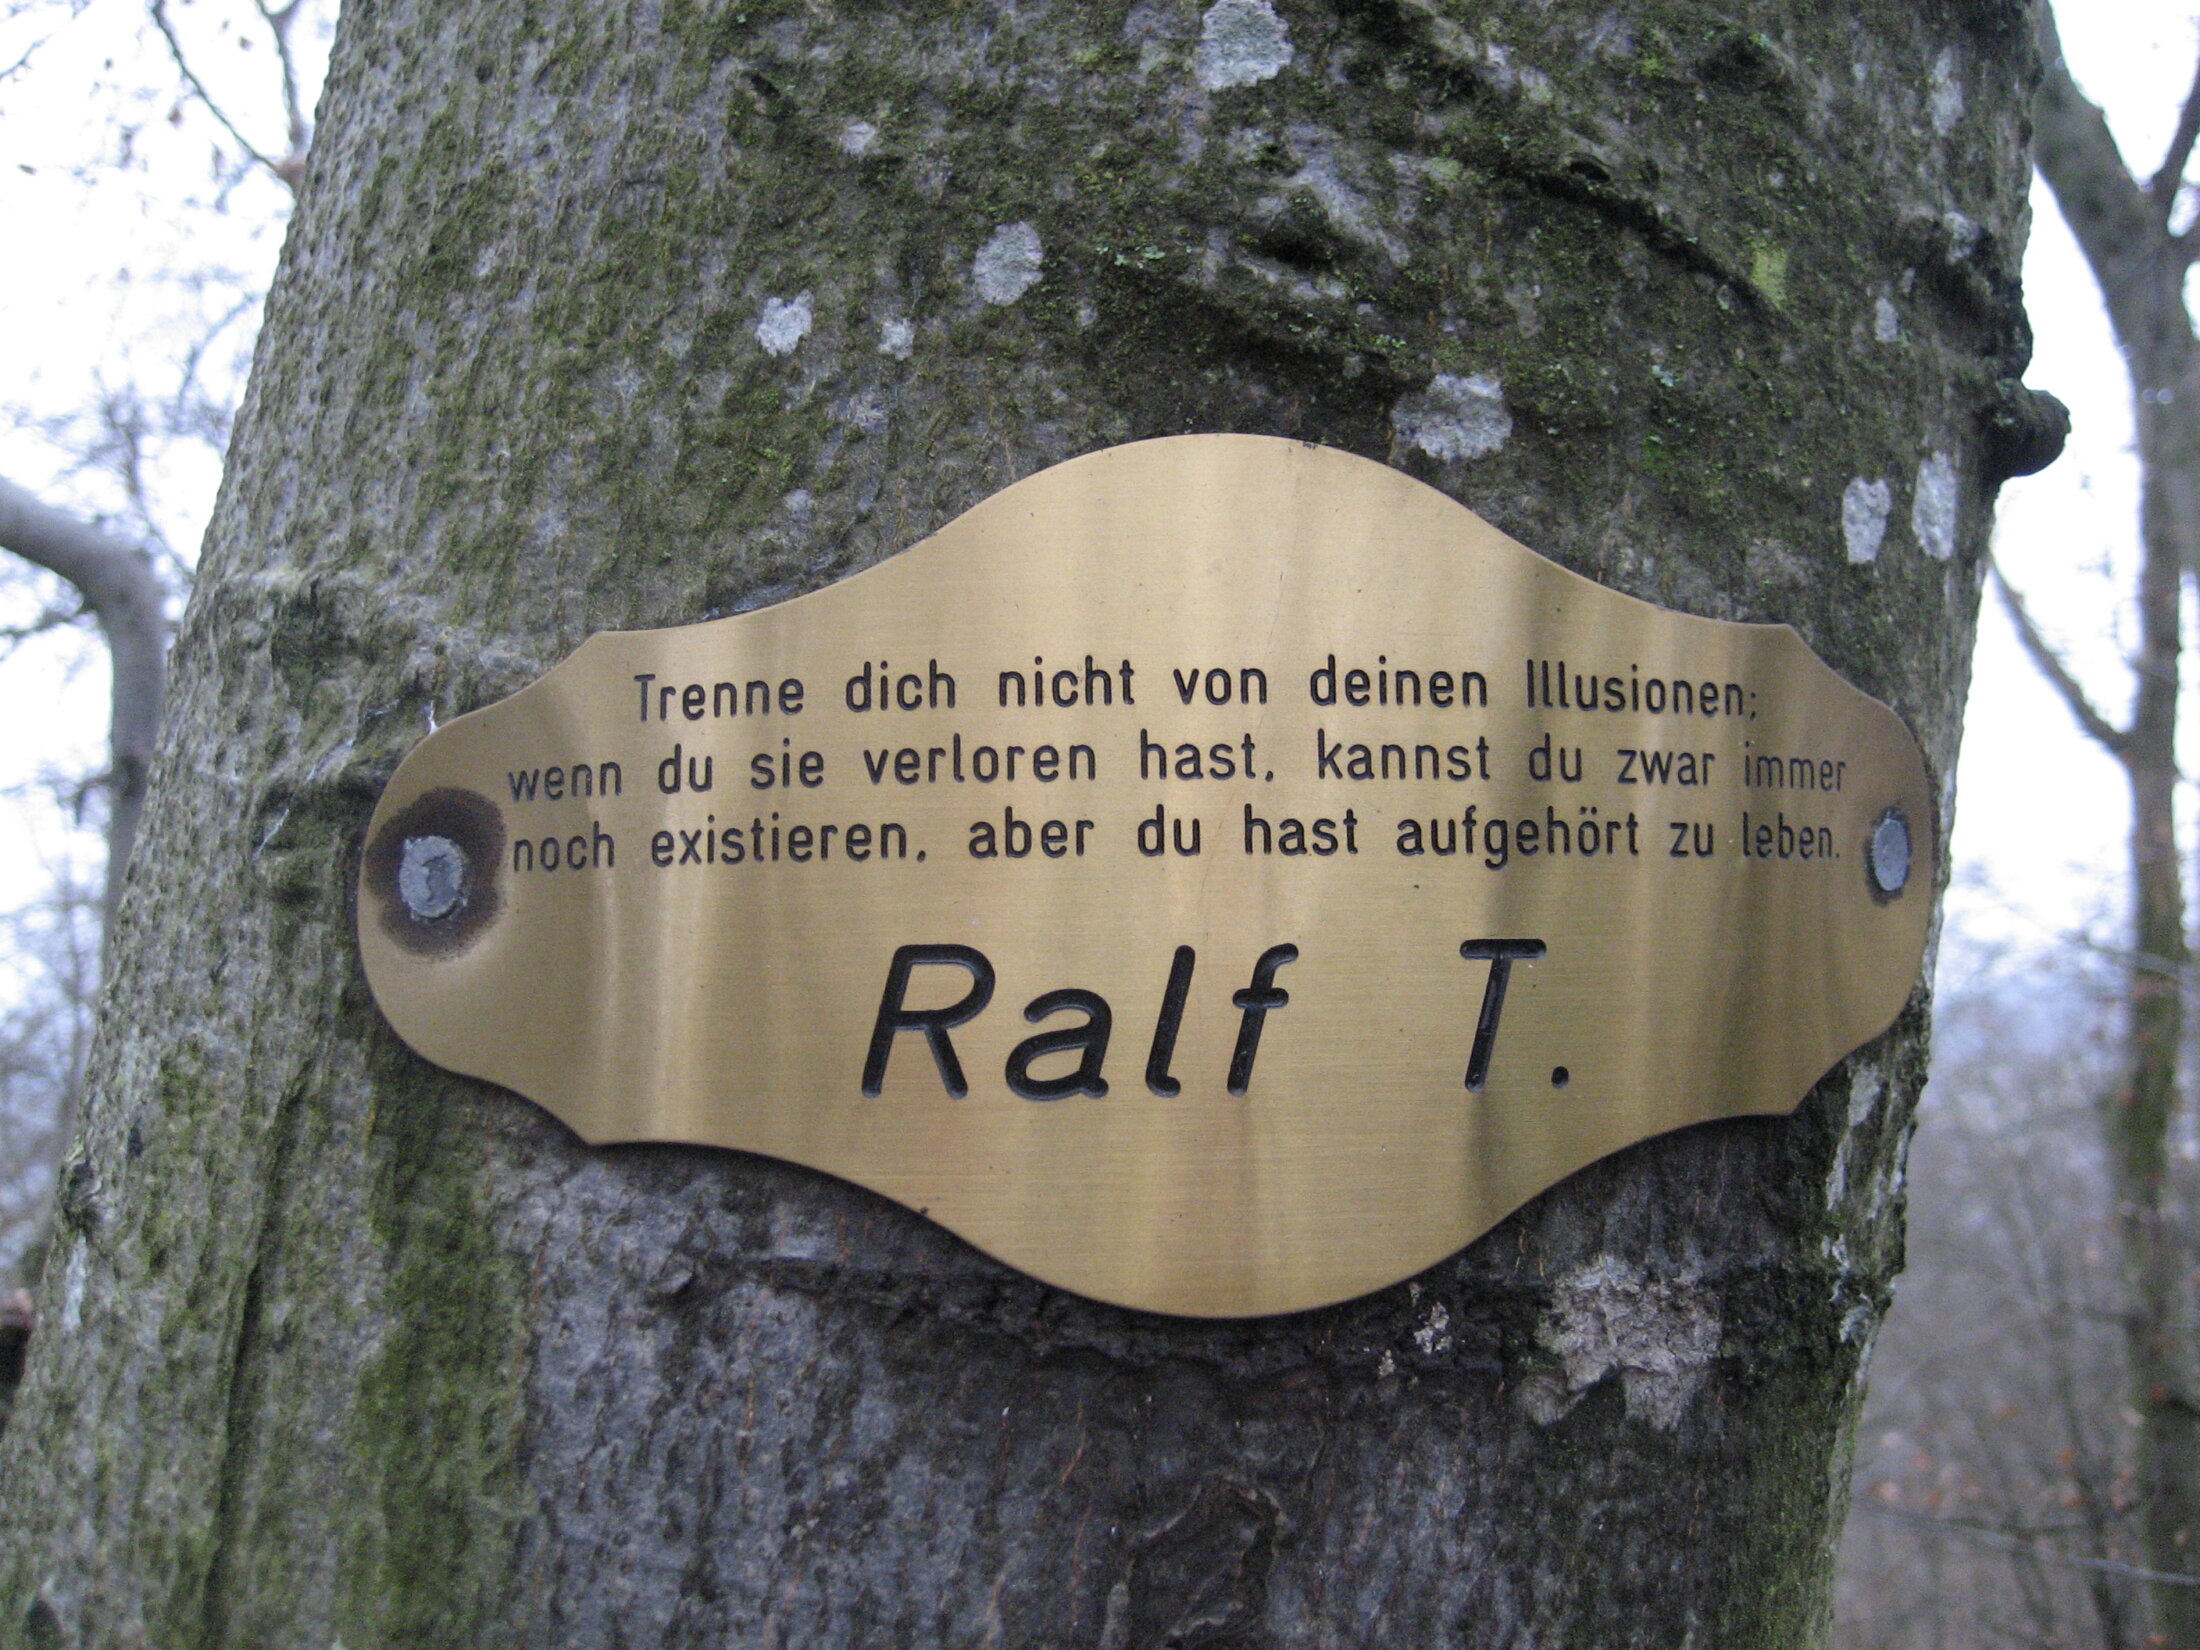 Trenne dich nicht von deinen Illusionen;
wenn du sie verloren hast, kannst du zwar immer
noch existieren, aber du hast aufgehört zu leben.
Ralf T.